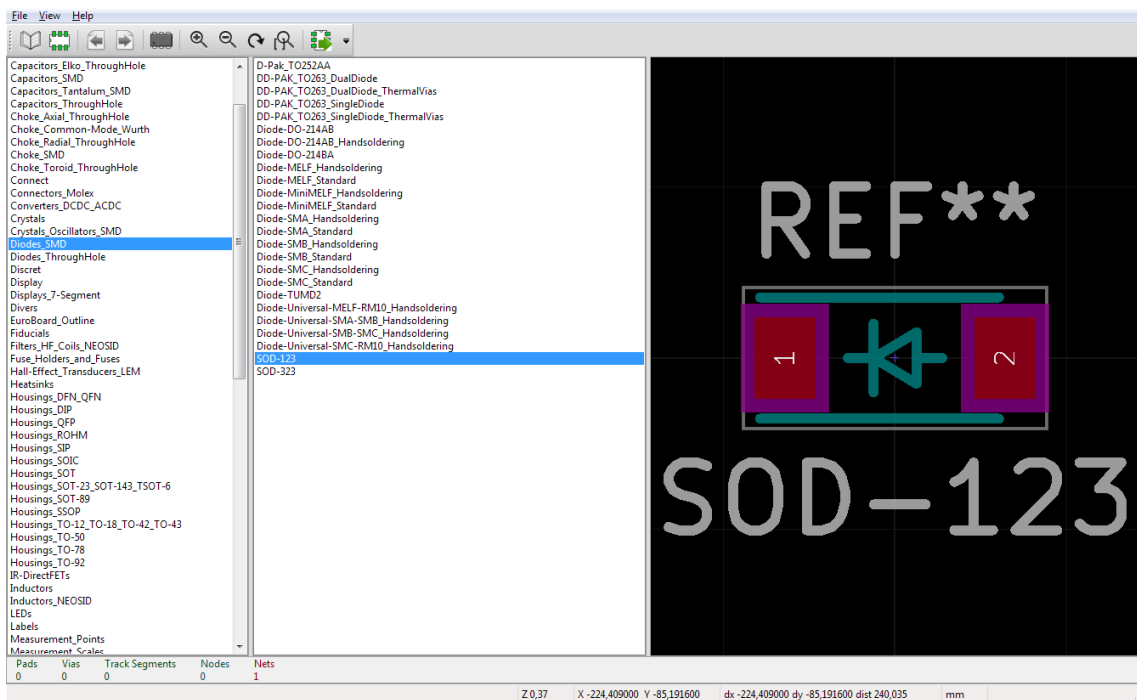 File View Help
Capacitors_Elko_ThroughHole
Capacitors_SMD
Capacitors_Tantalum_SMD
Capacitors_ThroughHole
Choke_Axial_ThroughHole
Choke_Common-Mode_Wurth
Choke_Radial_ThroughHole
Choke_SMD
Choke_Toroid_ThroughHole
Connect
Connectors_Molex
Converters_DCDC_ACDC
Crystals
Crystals_Oscillators_SMD
Diodes_SMD
Diodes_ThroughHole
Discret
Display
Displays_7-Segment
Divers
EuroBoard_Outline
Fiducials
Filters_HF_Coils_NEOSID
Fuse_Holders_and_Fuses
Hall-Effect_Transducers_LEM
Heatsinks
Housings_DFN_QFN
Housings_DIP
Housings_QFP
Housings_ROHM
Housings_SIP
Housings_SOIC
Housings_SOT
Housings_SOT-23_SOT-143_TSOT-6
Housings_SOT-89
Housings_SSOP
Housings_TO-12_TO-18_TO-42_TO-43
Housings_TO-50
Housings_TO-78
Housings_TO-92
IR-DirectFETs
Inductors
Inductors_NEOSID
LEDs
Labels
Measurement_Points
Measurement_Scales
D-Pak_TO252AA
DD-PAK_TO263_DualDiode
DD-PAK_TO263_DualDiode_ThermalVias
DD-PAK_TO263_SingleDiode
DD-PAK_TO263_SingleDiode_ThermalVias
Diode-DO-214AB
Diode-DO-214AB_Handsoldering
Diode-DO-214BA
Diode-MELF_Handsoldering
Diode-MELF_Standard
Diode-MiniMELF_Handsoldering
Diode-MiniMELF_Standard
Diode-SMA_Handsoldering
Diode-SMA_Standard
Diode-SMB_Handsoldering
Diode-SMB_Standard
Diode-SMC_Handsoldering
Diode-SMC_Standard
Diode-TUMD2
Diode-Universal-MELF-RM10_Handsoldering
Diode-Universal-SMA-SMB_Handsoldering
Diode-Universal-SMB-SMC_Handsoldering
Diode-Universal-SMC-RM10_Handsoldering
SOD-123
SOD-323
REF**
1 2
SOD-123
Pads Vias Track Segments Nodes Nets
0 0 0 0 1
Z 0,37 X -224,409000 Y -85,191600 dx -224,409000 dy -85,191600 dist 240,035 mm